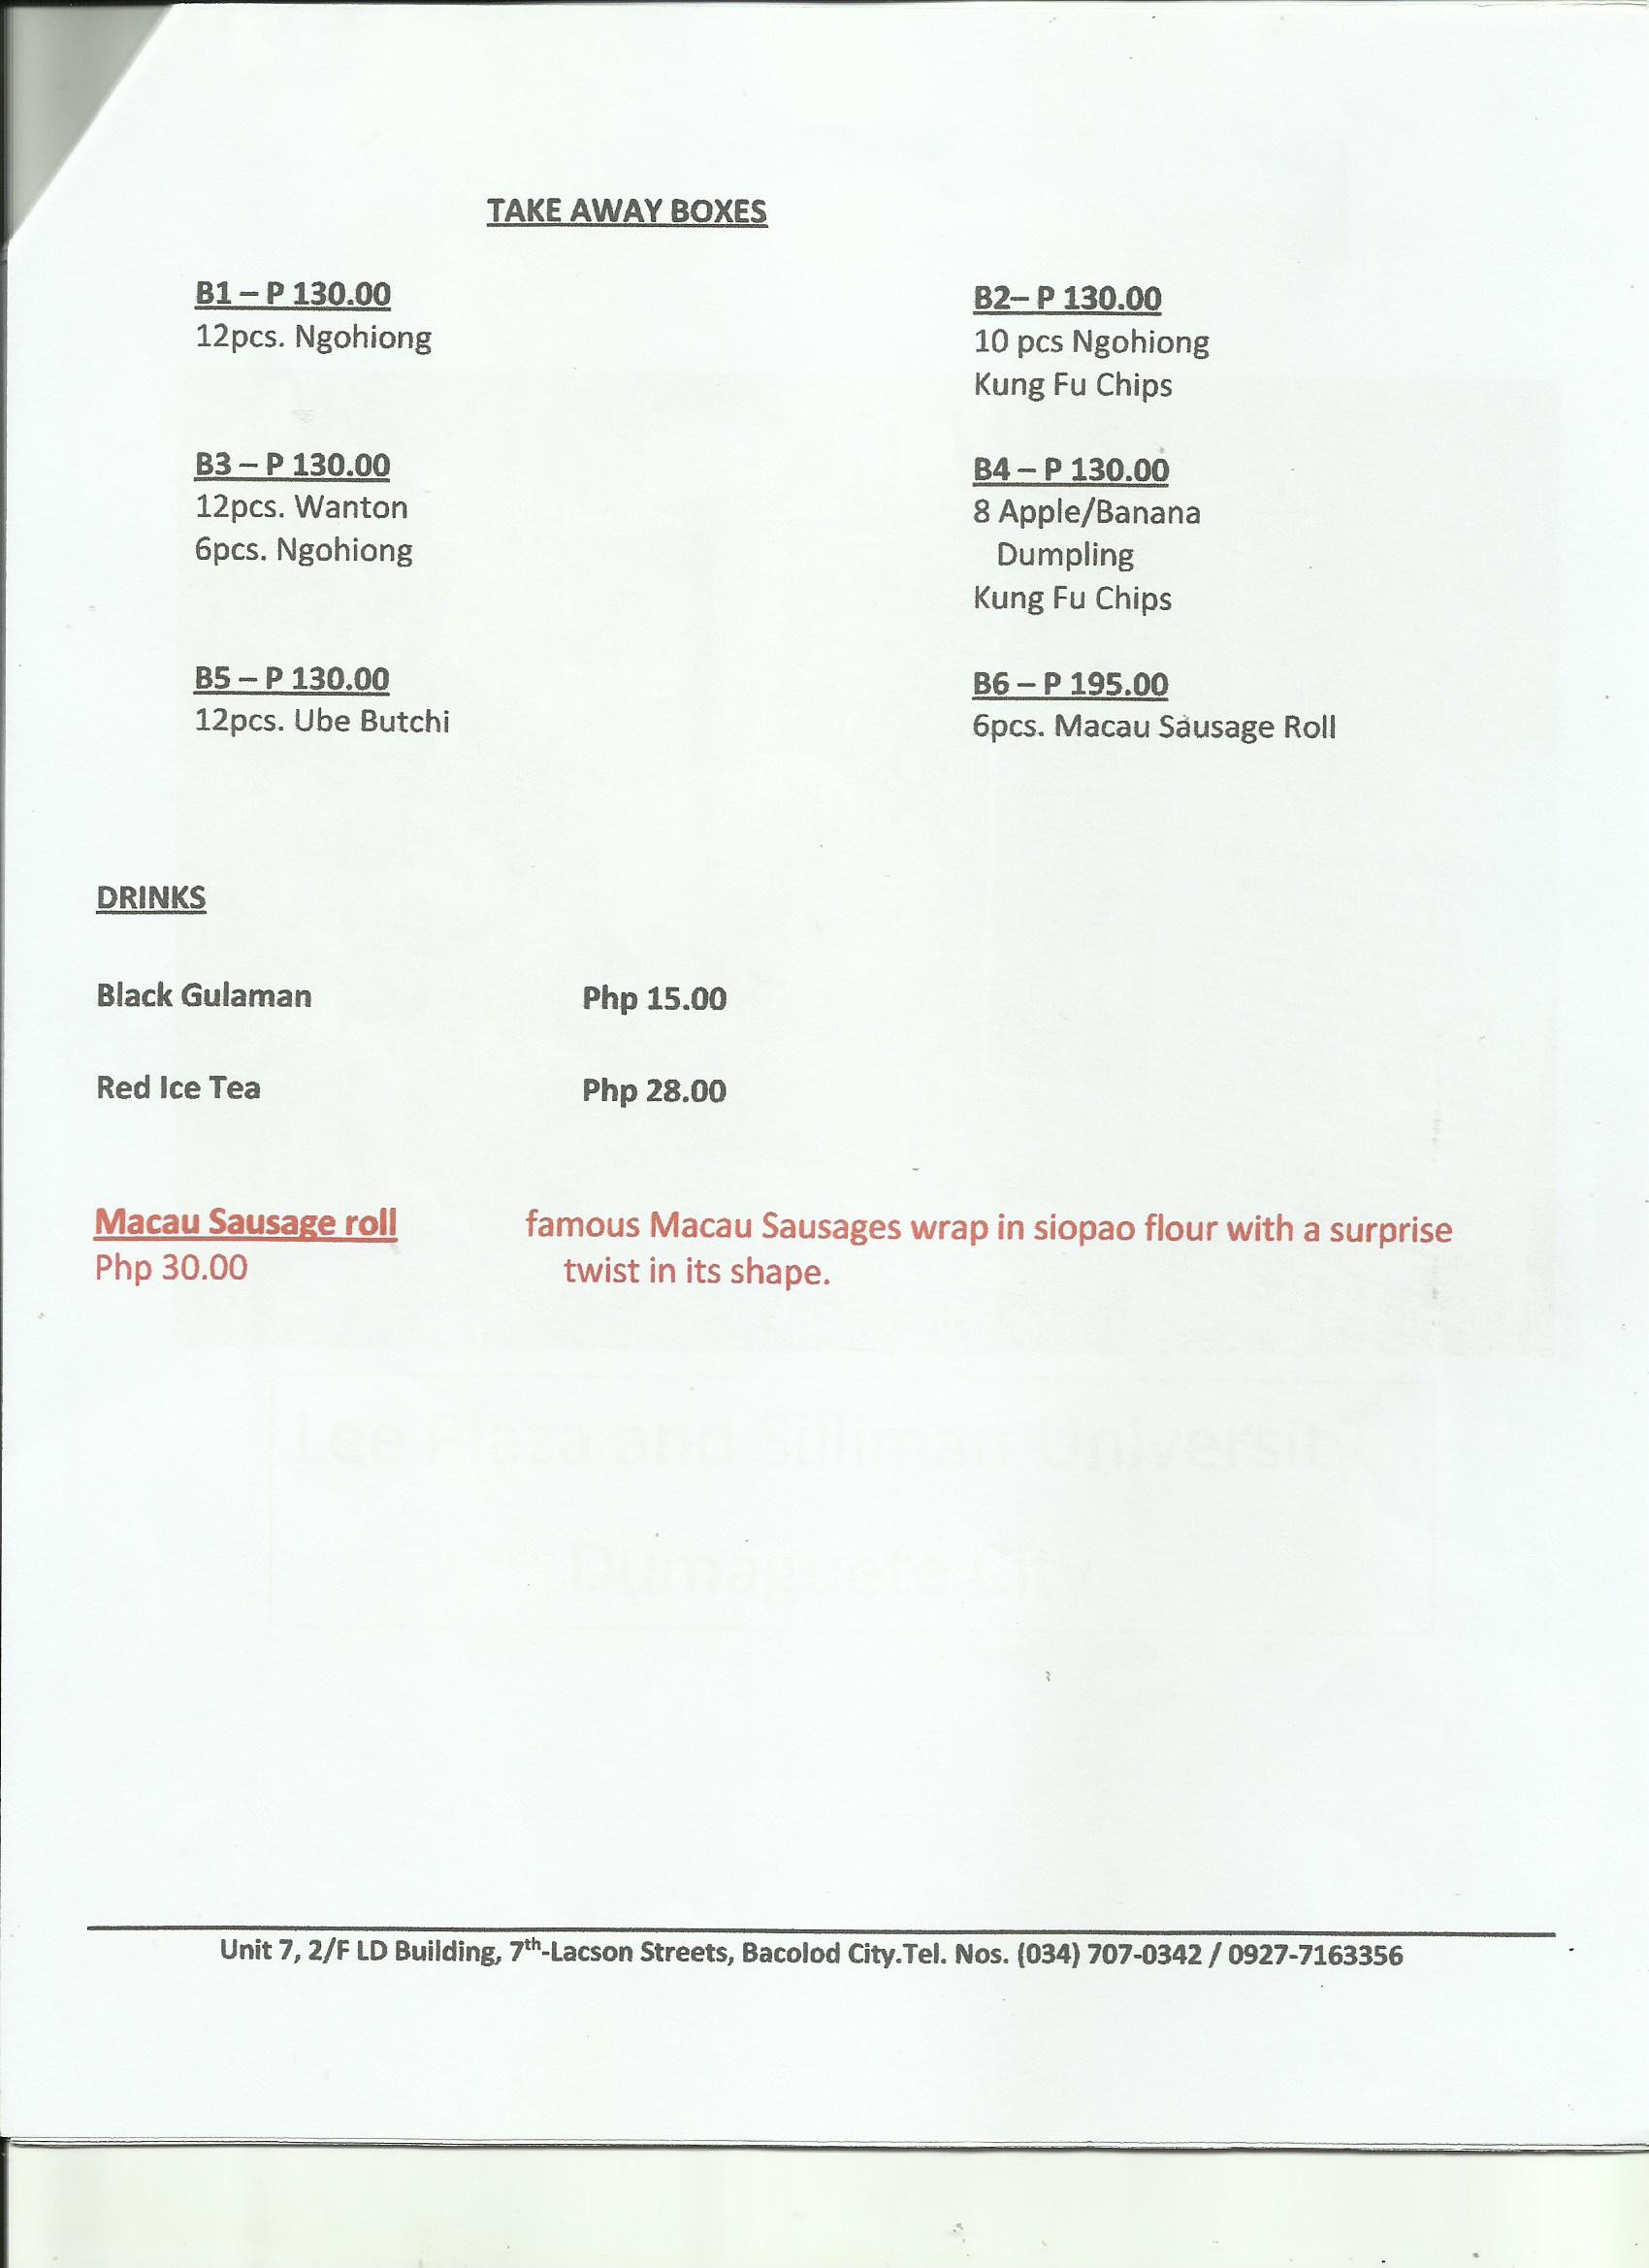 TAKE AWAY BOXES
B1 – P 130.00
12pcs. Ngohiong
B2– P 130.00
10 pcs Ngohiong
Kung Fu Chips
B3 – P 130.00
12pcs. Wanton
6pcs. Ngohiong
B4 – P 130.00
8 Apple/Banana
Dumpling
Kung Fu Chips
B5 – P 130.00
12pcs. Ube Butchi
B6 – P 195.00
6pcs. Macau Sausage Roll
DRINKS
Black Gulaman Php 15.00
Red Ice Tea Php 28.00
Macau Sausage roll famous Macau Sausages wrap in siopao flour with a surprise
Php 30.00 twist in its shape.
Lee Plaza and Silliman University
Dumaguete City
Unit 7, 2/F LD Building, 7th-Lacson Streets, Bacolod City.Tel. Nos. (034) 707-0342 / 0927-7163356